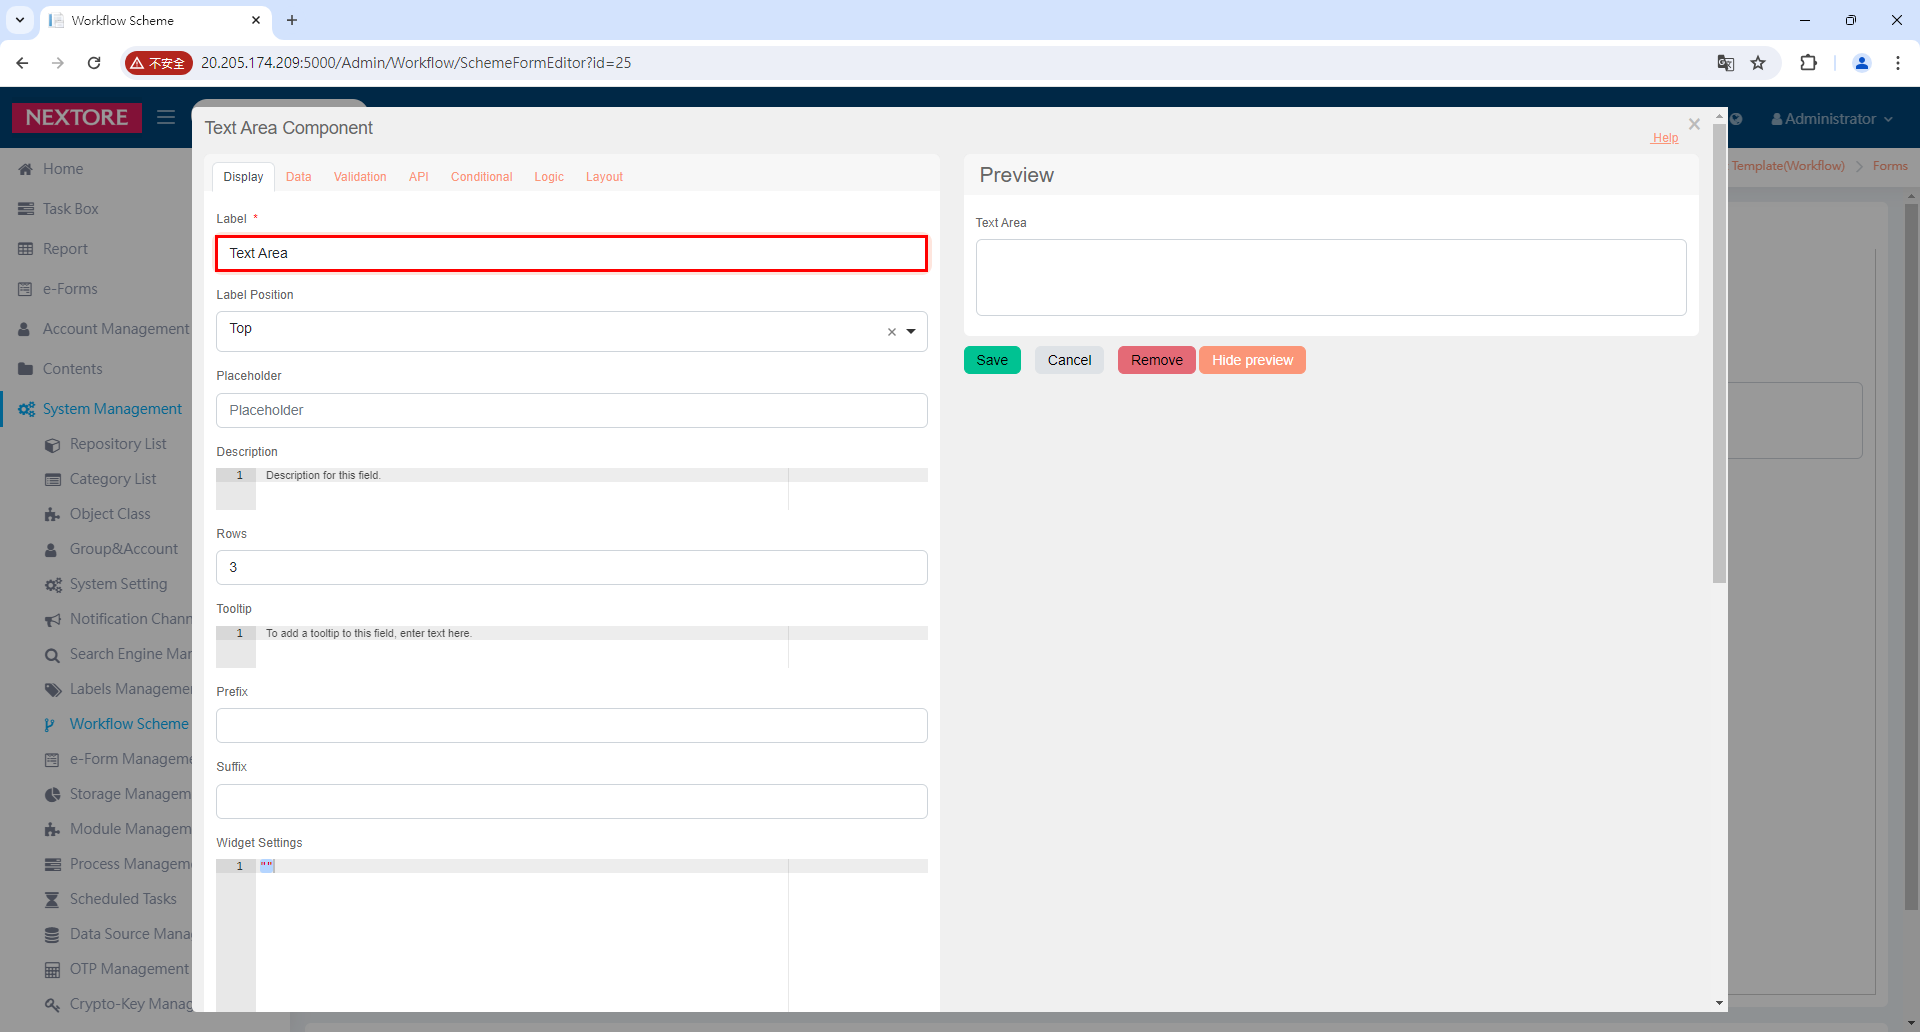 Workflow Scheme
不安全
20.205.174.209:5000/Admin/Workflow/SchemeFormEditor?id=25
NEXTORE
Administrator
Template(Workflow)
Forms
Home
Task Box
Report
e-Forms
Account Management
Contents
System Management
Repository List
Category List
Object Class
Group&Account
System Setting
Notification Chann
Search Engine Mar
Labels Manageme
Workflow Scheme
e-Form Manageme
Storage Managem
Module Managem
Process Manageme
Scheduled Tasks
Data Source Mana
OTP Management
Crypto-Key Manag
Text Area Component
Help
Display
Data
Validation
API
Conditional
Logic
Layout
Label *
Text Area
Label Position
Top
Placeholder
Placeholder
Description
1
Description for this field.
Rows
3
Tooltip
1
To add a tooltip to this field, enter text here.
Prefix
Suffix
Widget Settings
1
""
Preview
Text Area
Save
Cancel
Remove
Hide preview